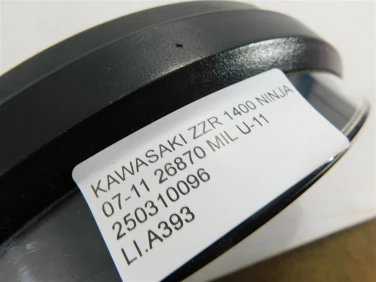 KAWASAKI ZZR 1400 NINJA
07-11 26870 MIL U-11
250310096
LI.A393